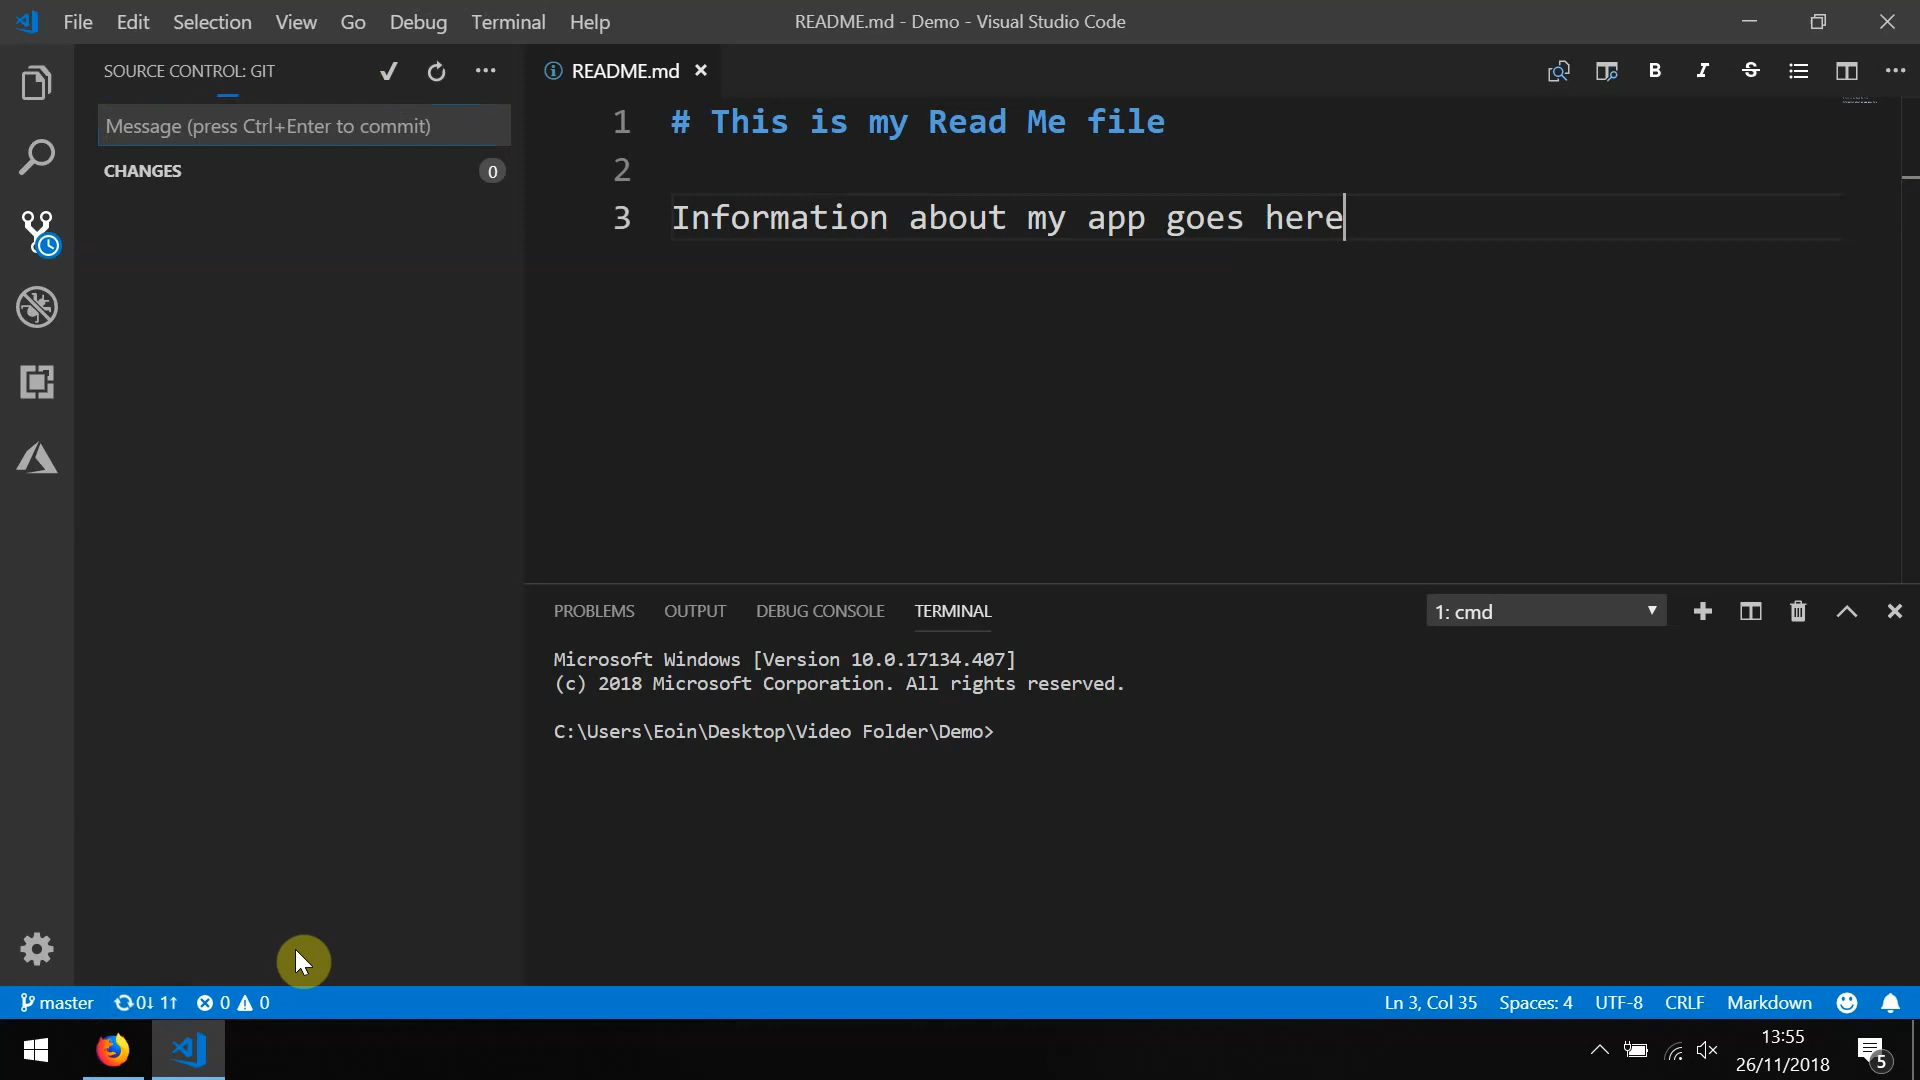 File Edit Selection View Go Debug Terminal Help
README.md - Demo - Visual Studio Code
SOURCE CONTROL: GIT
README.md
Message (press Ctrl+Enter to commit)
CHANGES 0
1 # This is my Read Me file
2
3 Information about my app goes here
PROBLEMS OUTPUT DEBUG CONSOLE TERMINAL
1: cmd
Microsoft Windows [Version 10.0.17134.407]
(c) 2018 Microsoft Corporation. All rights reserved.
C:\Users\Eoin\Desktop\Video Folder\Demo>
master 0↓ 1↑ 0 0
Ln 3, Col 35 Spaces: 4 UTF-8 CRLF Markdown
13:55
26/11/2018
5